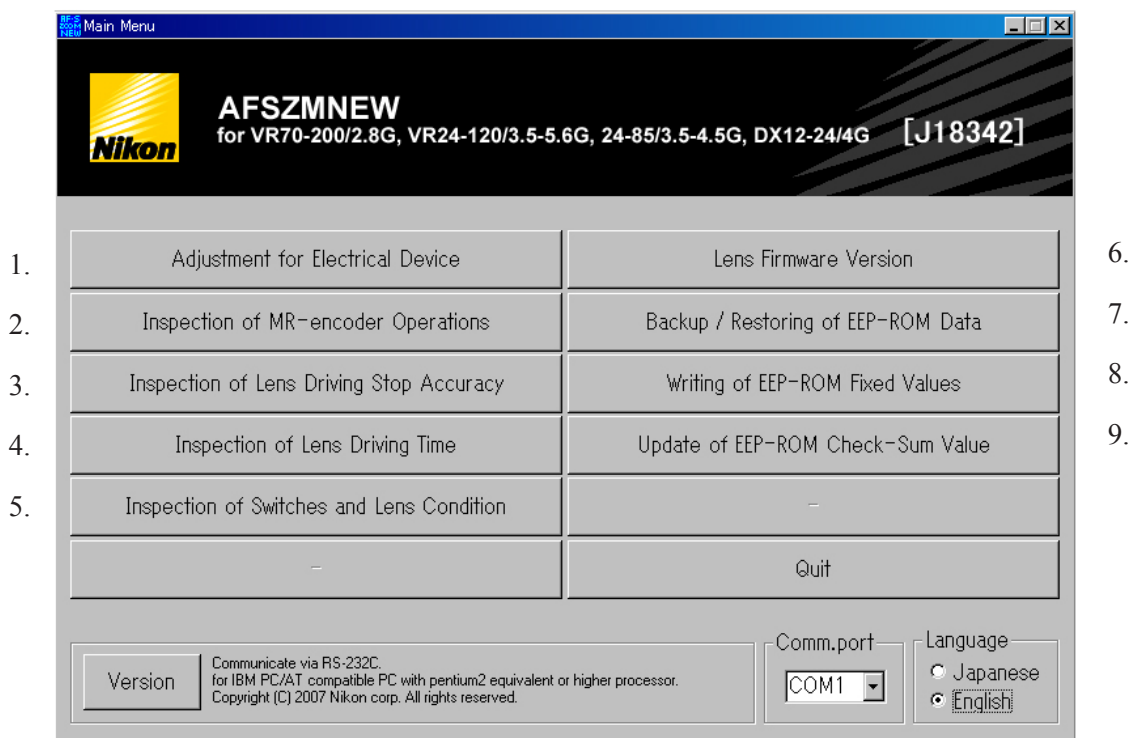 AF-S
ZOOM
NEW
Main Menu
Nikon
AFSZMNEW
for VR70-200/2.8G, VR24-120/3.5-5.6G, 24-85/3.5-4.5G, DX12-24/4G [J18342]
1. Adjustment for Electrical Device
Lens Firmware Version 6.
2. Inspection of MR-encoder Operations
Backup / Restoring of EEP-ROM Data 7.
3. Inspection of Lens Driving Stop Accuracy
Writing of EEP-ROM Fixed Values 8.
4. Inspection of Lens Driving Time
Update of EEP-ROM Check-Sum Value 9.
5. Inspection of Switches and Lens Condition
-
-
Quit
Version
Communicate via RS-232C.
for IBM PC/AT compatible PC with pentium2 equivalent or higher processor.
Copyright (C) 2007 Nikon corp. All rights reserved.
Comm.port
COM1
Language
Japanese
English